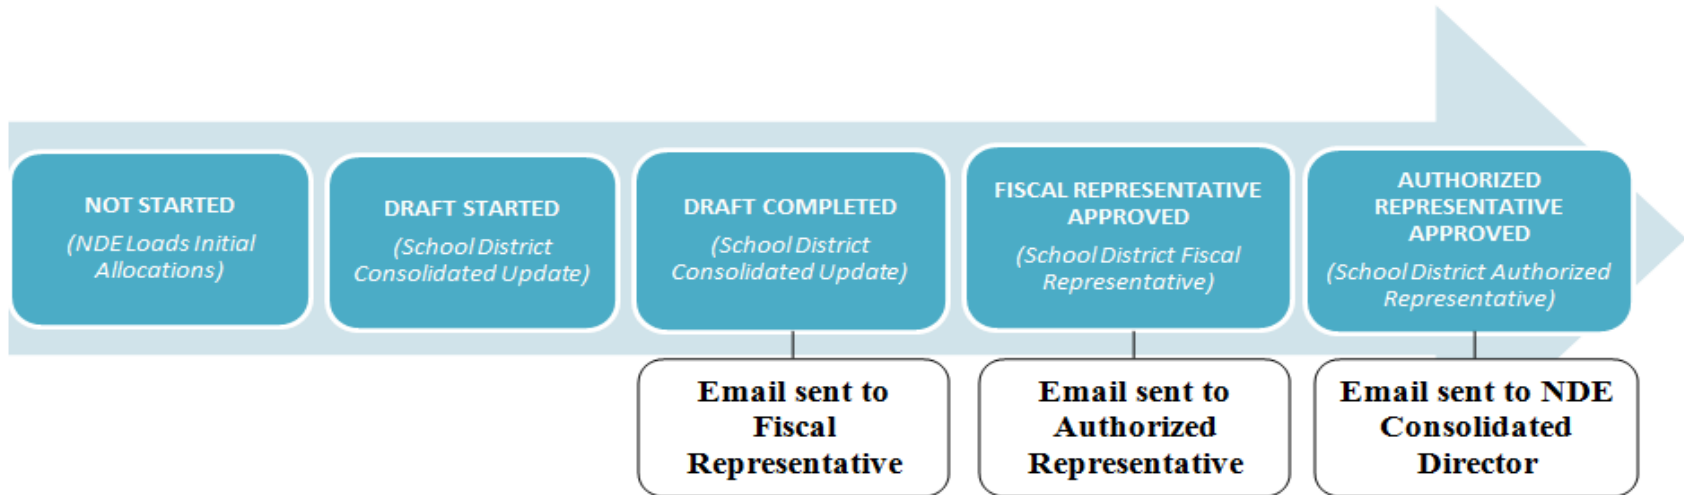 NOT STARTED
(NDE Loads Initial
Allocations)
DRAFT STARTED
(School District
Consolidated Update)
DRAFT COMPLETED
(School District
Consolidated Update)
FISCAL REPRESENTATIVE
APPROVED
(School District Fiscal
Representative)
AUTHORIZED
REPRESENTATIVE
APPROVED
(School District Authorized
Representative)
Email sent to
Fiscal
Representative
Email sent to
Authorized
Representative
Email sent to NDE
Consolidated
Director